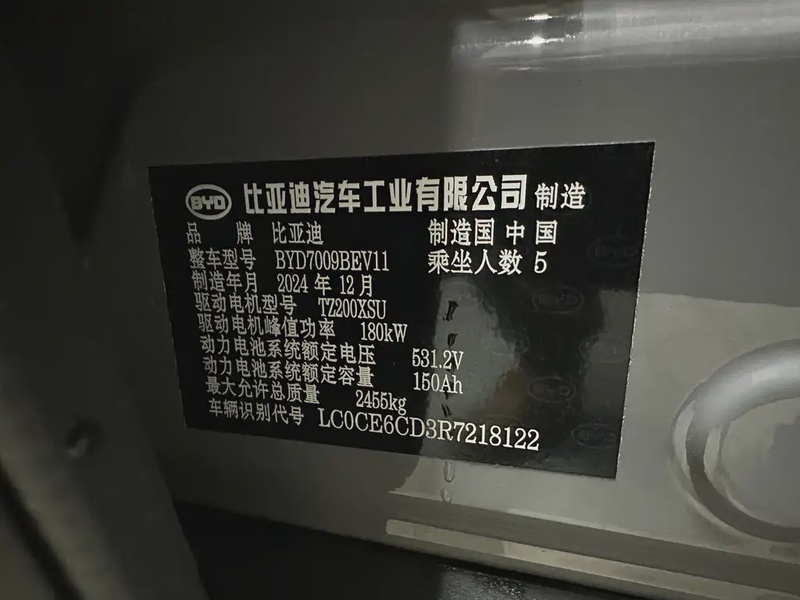 BYD 比亚迪汽车工业有限公司 制造
品 牌 比亚迪 制造国 中国
整车型号 BYD7009BEV11 乘坐人数 5
制造年月 2024 年 12 月
驱动电机型号 TZ200XSU
驱动电机峰值功率 180kW
动力电池系统额定电压 531.2V
动力电池系统额定容量 150Ah
最大允许总质量 2455kg
车辆识别代号 LC0CE6CD3R7218122